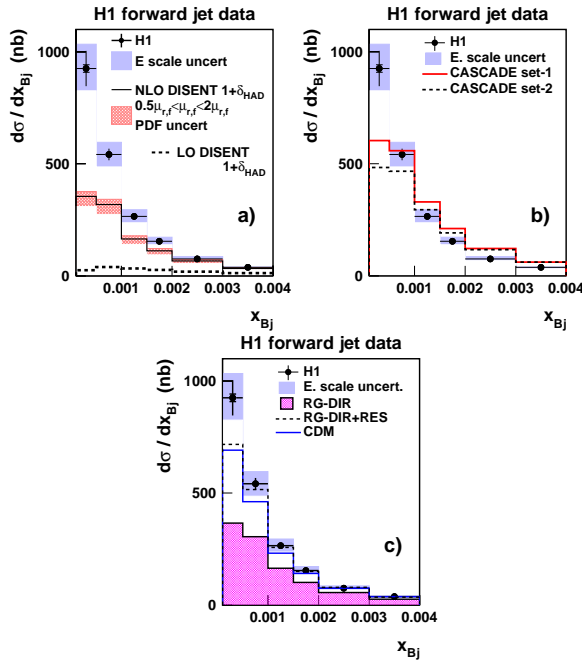 H1 forward jet data
dσ / dx_Bj (nb)
1000
500
0
H1
E scale uncert
NLO DISENT 1+δ_HAD
0.5μ_r,f<μ_r,f<2μ_r,f
PDF uncert
LO DISENT
1+δ_HAD
a)
0.001 0.002 0.003 0.004
x_Bj
H1 forward jet data
dσ / dx_Bj (nb)
1000
500
0
H1
E. scale uncert.
CASCADE set-1
CASCADE set-2
b)
0.001 0.002 0.003 0.004
x_Bj
H1 forward jet data
dσ / dx_Bj (nb)
1000
500
0
H1
E. scale uncert.
RG-DIR
RG-DIR+RES
CDM
c)
0.001 0.002 0.003 0.004
x_Bj